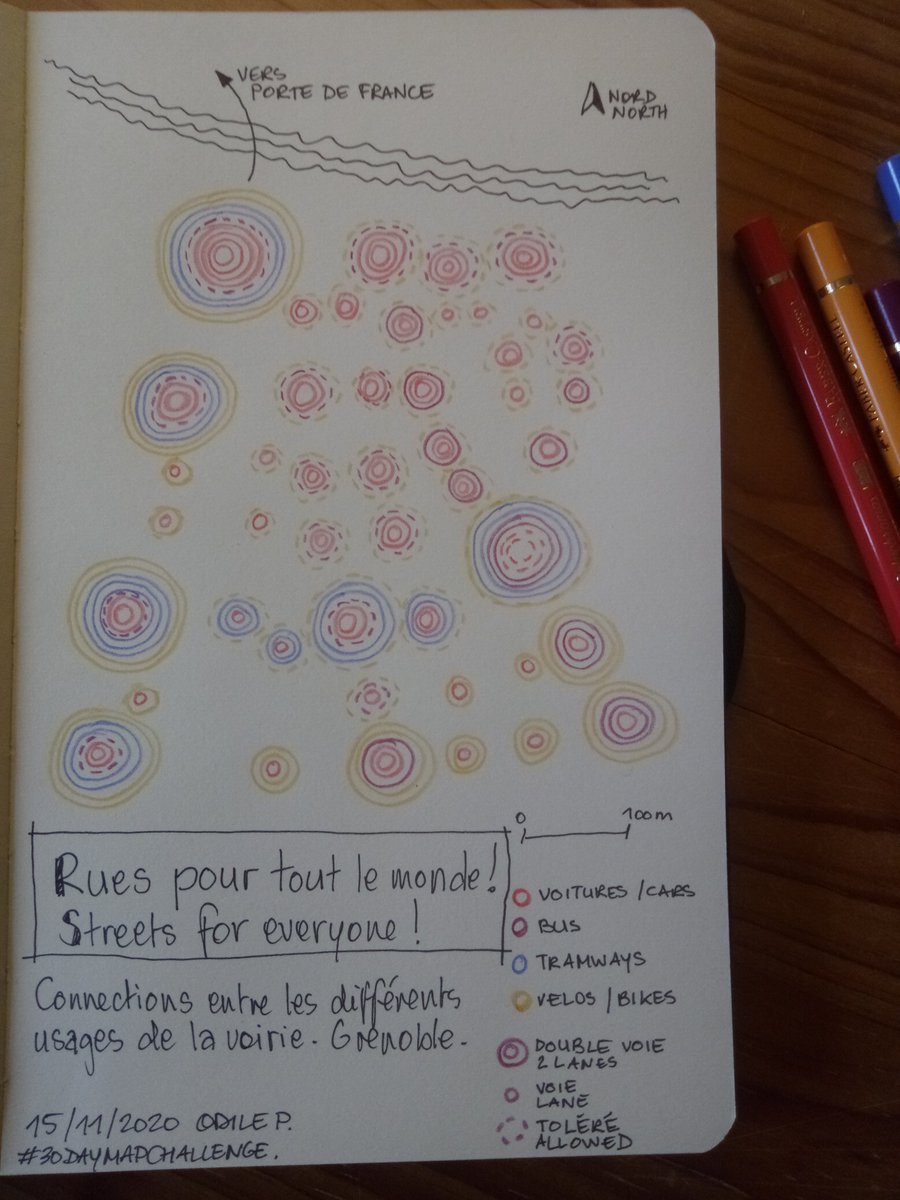 VERS
PORTE DE FRANCE
NORD
NORTH
0
100m
Rues pour tout le monde!
Streets for everyone!
Connections entre les différents
usages de la voirie. Grenoble.
15/11/2020 ODILE P.
#30DAYMAPCHALLENGE.
VOITURES /CARS
BUS
TRAMWAYS
VELOS / BIKES
DOUBLE VOIE
2 LANES
VOIE
LANE
TOLÉRÉ
ALLOWED